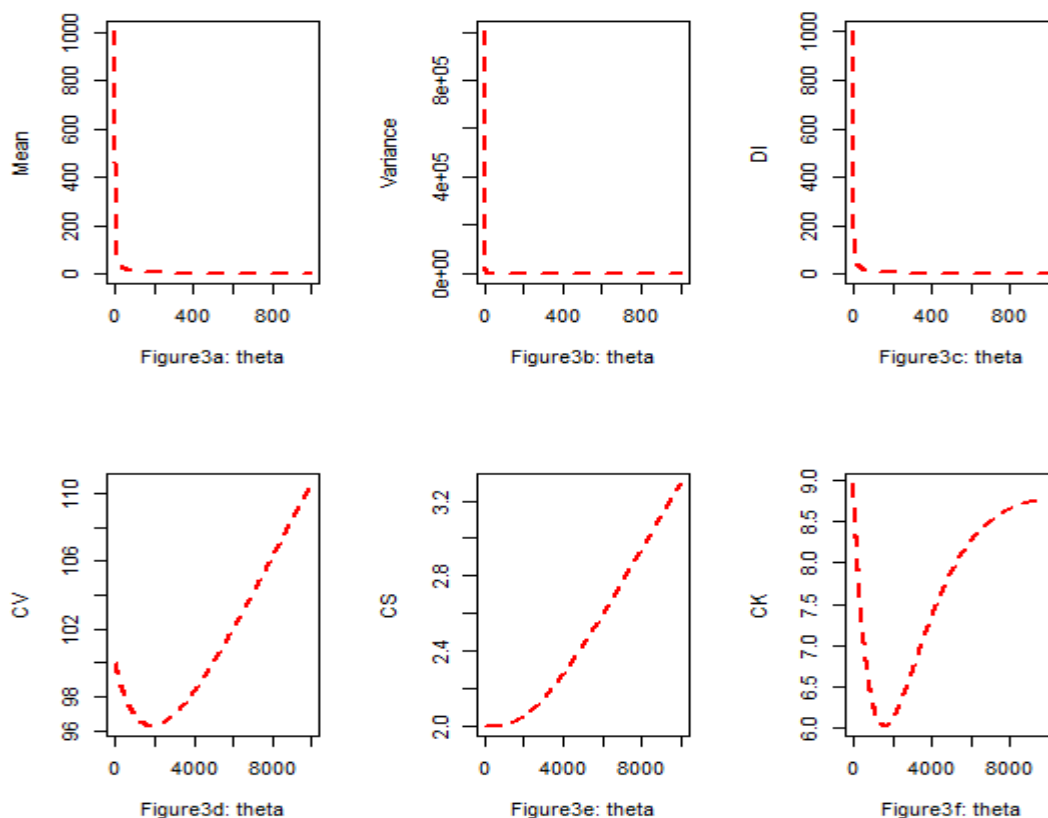 Mean
1000
800
600
400
200
0
0 400 800
Figure3a: theta
Variance
8e+05
4e+05
0e+00
0 400 800
Figure3b: theta
DI
1000
800
600
400
200
0
0 400 800
Figure3c: theta
CV
110
106
102
98
96
0 4000 8000
Figure3d: theta
CS
3.2
2.8
2.4
2.0
0 4000 8000
Figure3e: theta
CK
9.0
8.5
8.0
7.5
7.0
6.5
6.0
0 4000 8000
Figure3f: theta